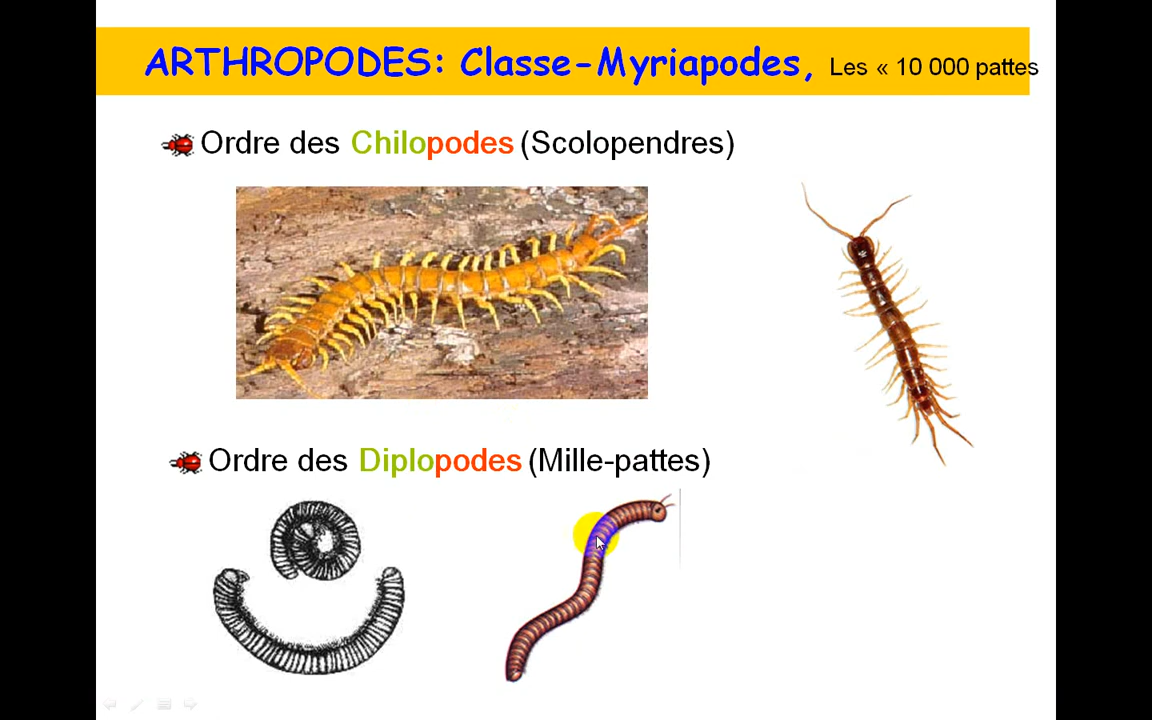 ARTHROPODES: Classe-Myriapodes, Les « 10 000 pattes
Ordre des Chilopodes (Scolopendres)
Ordre des Diplopodes (Mille-pattes)